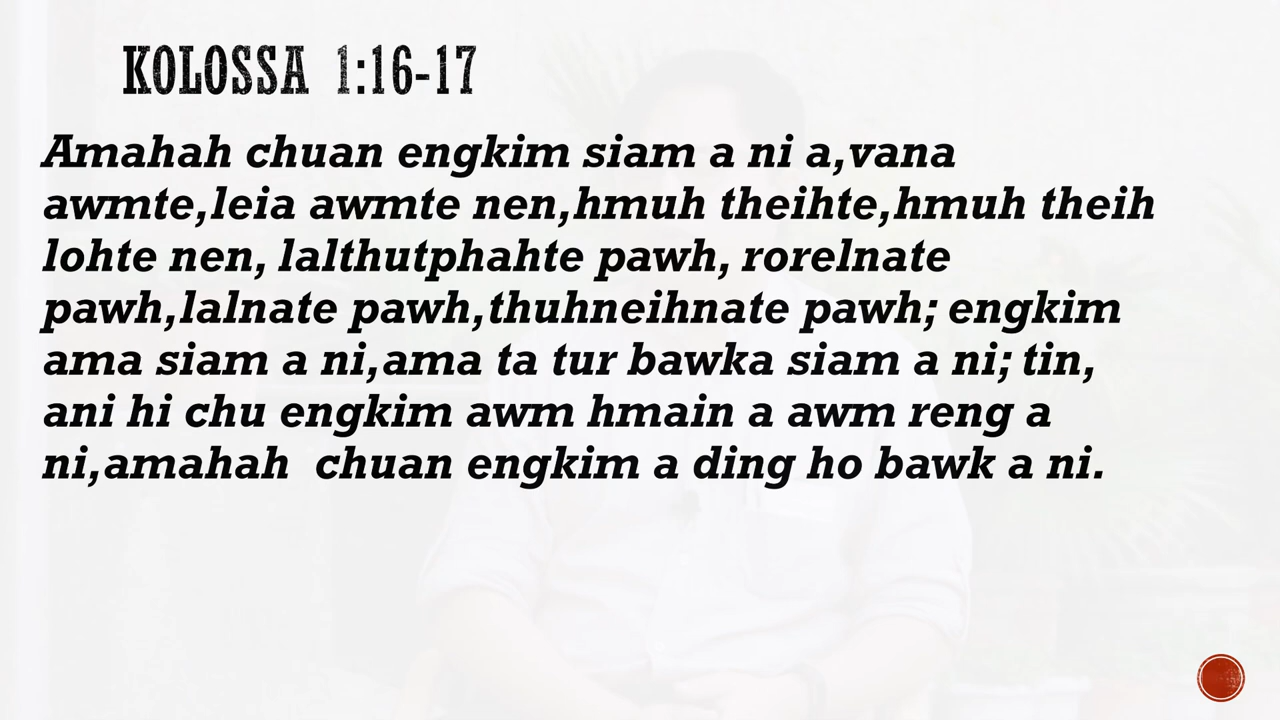 KOLOSSA 1:16-17
Amahah chuan engkim siam a ni a,vana
awmte,leia awmte nen,hmuh theihte,hmuh theih
lohte nen, lalthutphahte pawh, rorelnate
pawh,lalnate pawh,thuhneihnate pawh; engkim
ama siam a ni,ama ta tur bawka siam a ni; tin,
ani hi chu engkim awm hmain a awm reng a
ni,amahah  chuan engkim a ding ho bawk a ni.